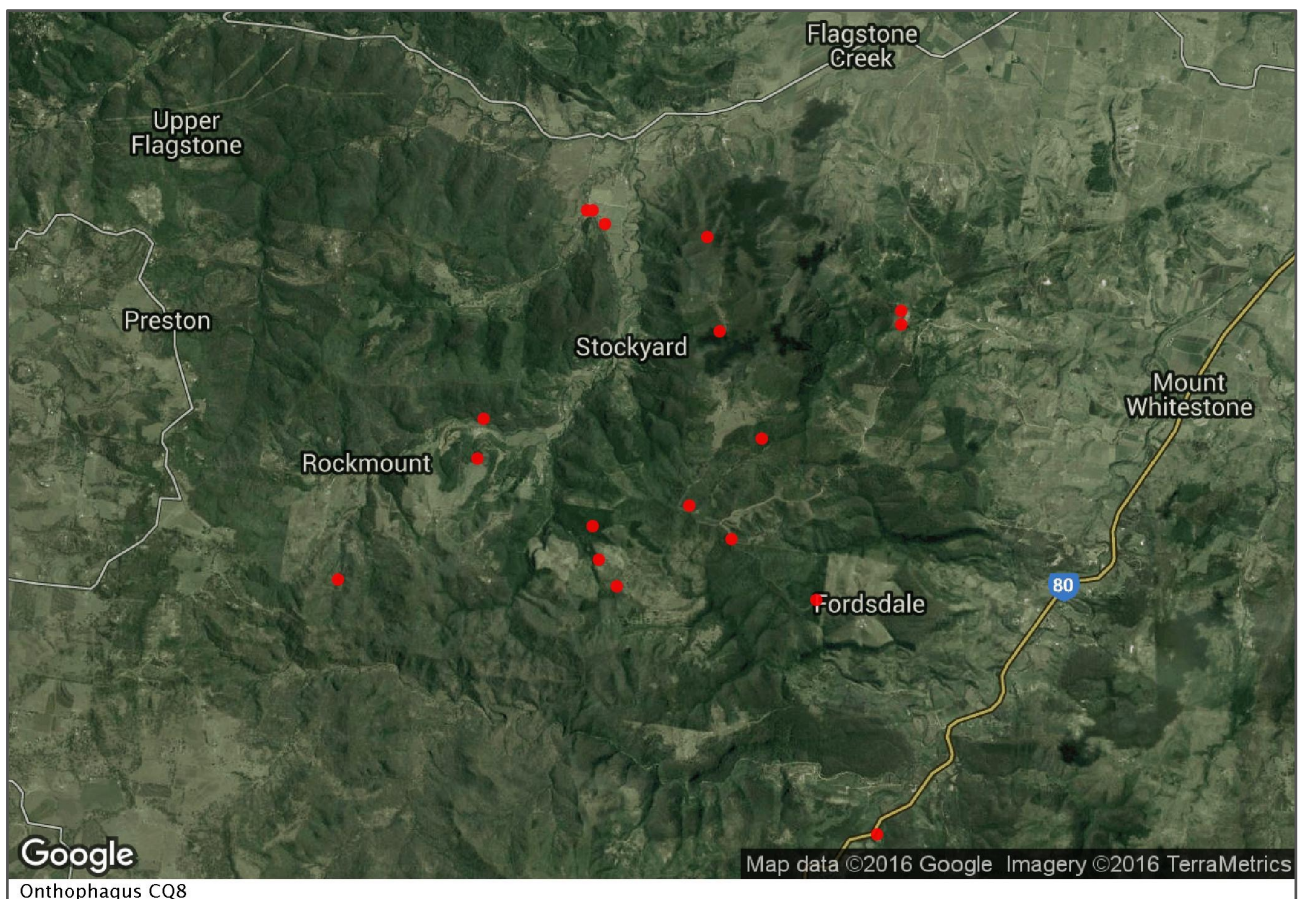 Flagstone
Creek
Upper
Flagstone
Preston
Stockyard
Mount
Whitestone
Rockmount
80
Fordsdale
Google
Map data ©2016 Google Imagery ©2016 TerraMetrics
Onthophagus CQ8